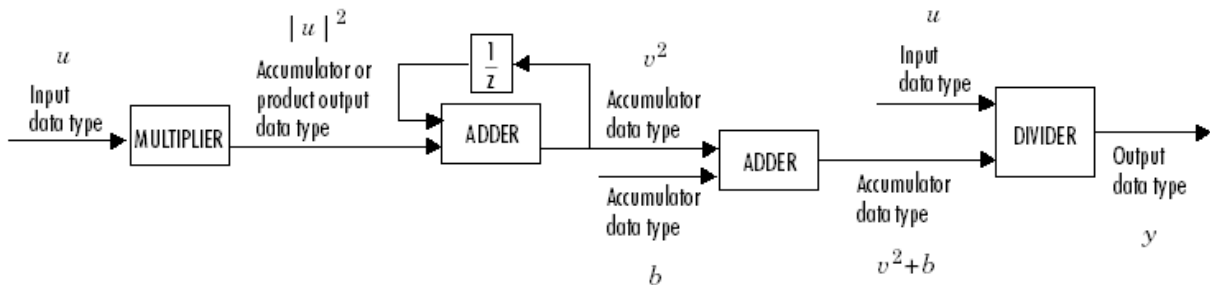 u
Input
data type
MULTIPLIER
| u | ²
Accumulator or
product output
data type
1
z
ADDER
v²
Accumulator
data type
Accumulator
data type
b
ADDER
Accumulator
data type
v²+b
u
Input
data type
DIVIDER
Output
data type
y